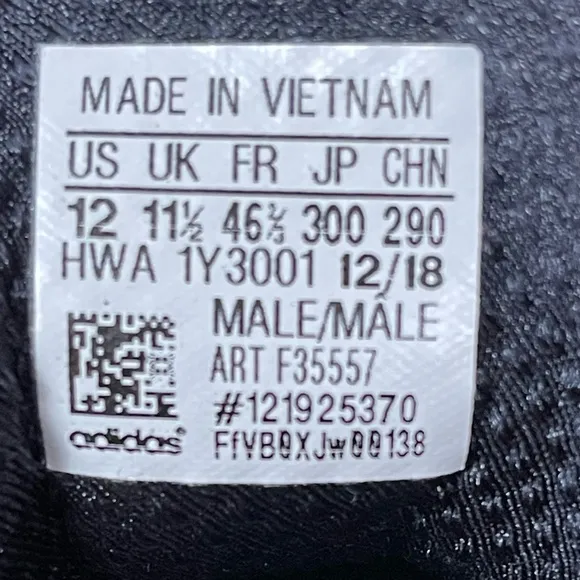 MADE IN VIETNAM
US UK FR JP CHN
12 11½ 46⅔ 300 290
HWA 1Y3001 12/18
MALE/MÂLE
ART F35557
#121925370
adidas® FfVB0XJw00138